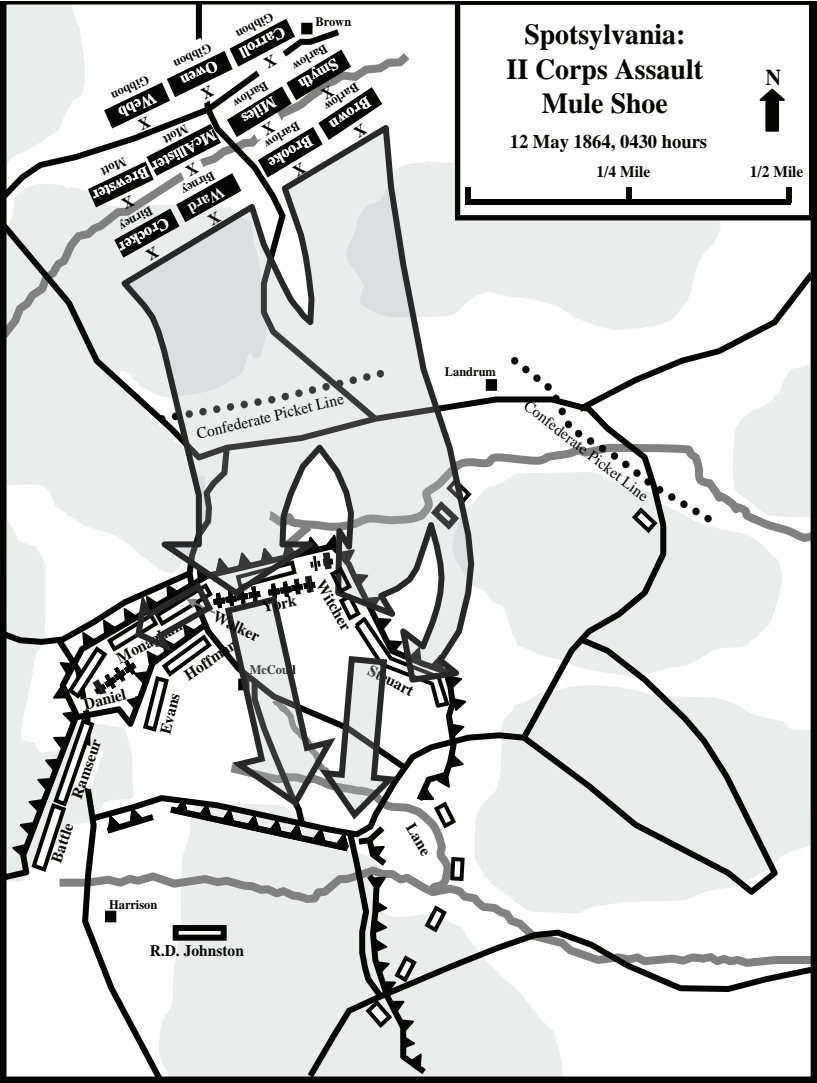 Spotsylvania:
II Corps Assault
Mule Shoe
12 May 1864, 0430 hours
N
1/4 Mile
1/2 Mile
Brown
Gibbon
Carroll
X
Gibbon
Owen
X
Gibbon
Webb
X
Barlow
Smyth
X
Barlow
Miles
X
Barlow
Brown
X
Barlow
Brooke
X
Mott
McAllister
X
Mott
Brewster
X
Birney
Ward
X
Birney
Crocker
X
Landrum
Confederate Picket Line
Confederate Picket Line
York
Witcher
Walker
Hoffman
McCoull
Steuart
Daniel
Evans
Ramseur
Battle
Lane
Harrison
R.D. Johnston